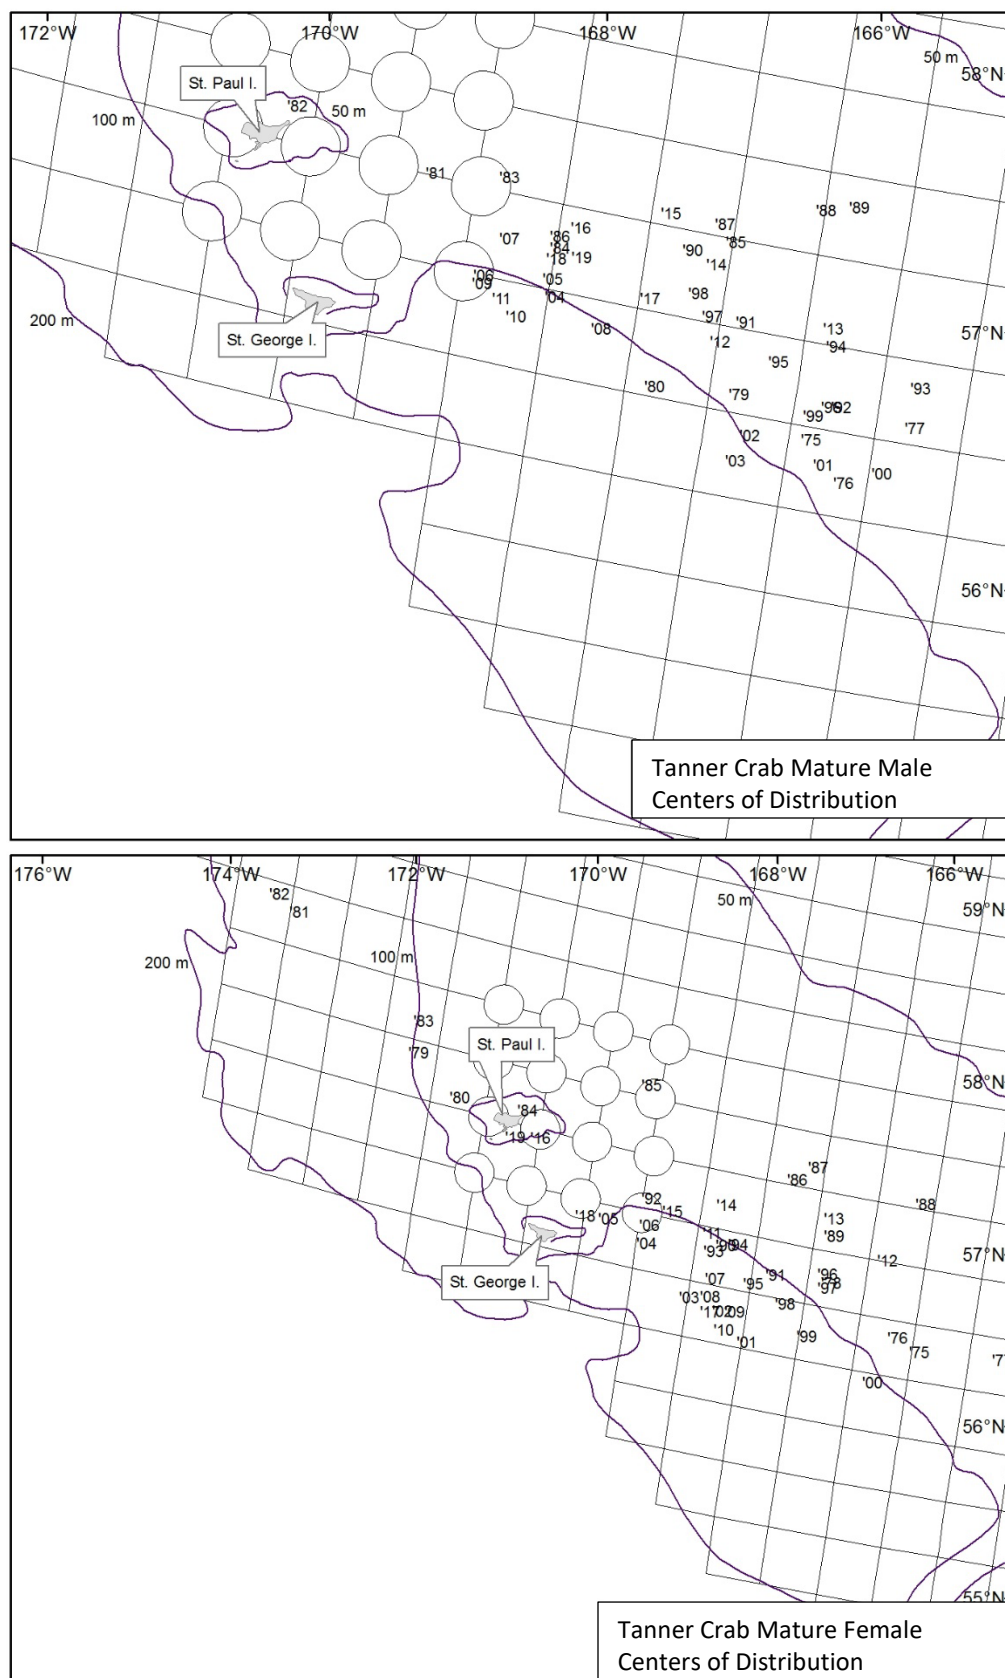 172°W 170°W 168°W 166°W
50 m
58°N
St. Paul I.
'82 50 m
100 m
'81 '83
'15 '88 '89
'87
'07 '86 '16
'84
'85
'90
'18 '19
'14
'06
'09 '05
'11 '04
'17 '98
'10
'08
'97 '91
'13
57°N
200 m
St. George I.
'12
'94
'95
'80
'79
'93
'92
'99
'77
'02
'75
'03
'01
'76 '00
56°N
Tanner Crab Mature Male
Centers of Distribution
176°W 174°W 172°W 170°W 168°W 166°W
'82
'81
50 m
59°N
200 m
100 m
'83
St. Paul I.
'79
'80
'84
'85
58°N
'19 '16
'87
'86
'92
'14
'88
'18 '05
'15
'13
'06
'11
'89
'04
'93
'94
'12
57°N
St. George I.
'07
'95 '91
'96
'97
'03 '08
'98
'17
'09
'10
'01
'99
'76
'75
'00
56°N
55°N
Tanner Crab Mature Female
Centers of Distribution